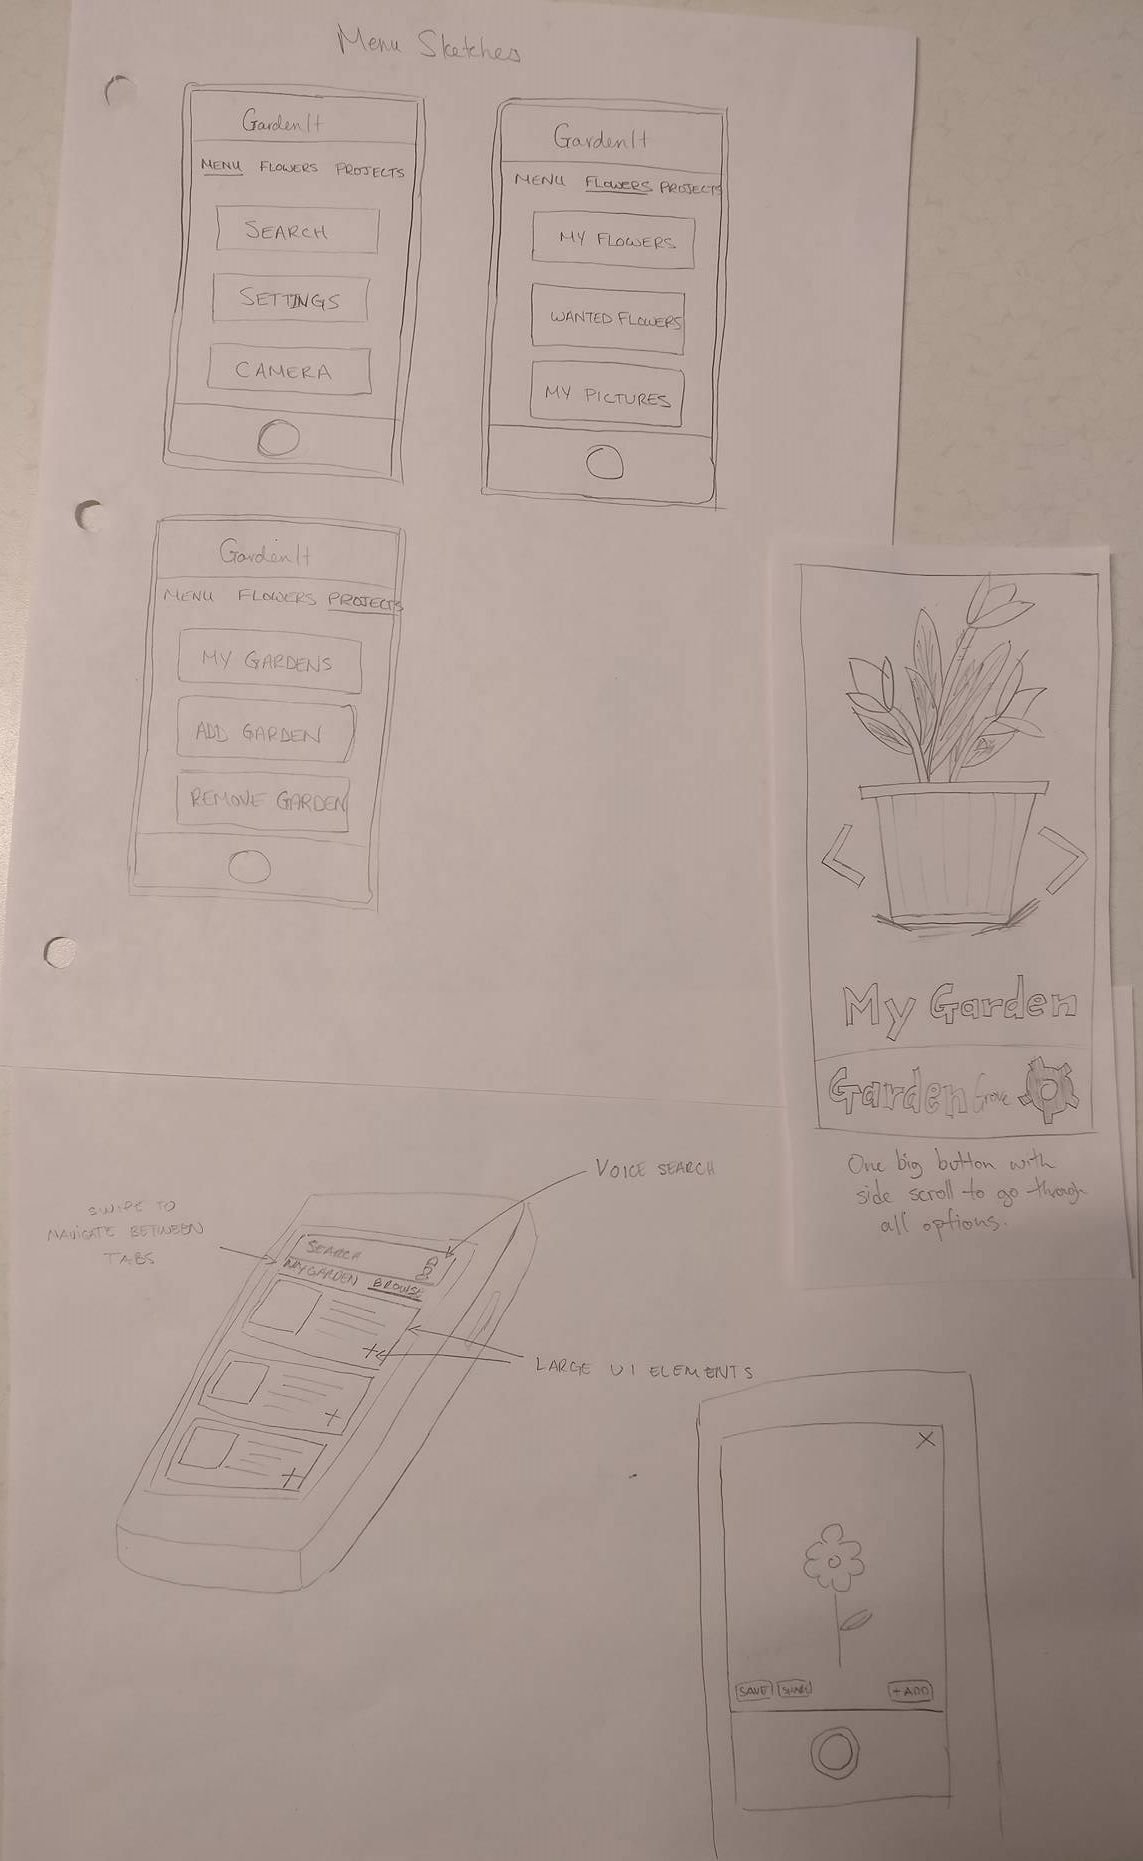 Menu Sketches
GardenIt
MENU FLOWERS PROJECTS
SEARCH
SETTINGS
CAMERA
GardenIt
MENU FLOWERS PROJECTS
MY FLOWERS
WANTED FLOWERS
MY PICTURES
GardenIt
MENU FLOWERS PROJECTS
MY GARDENS
ADD GARDEN
REMOVE GARDEN
My Garden
GardenGrove
One big button with
side scroll to go through
all options.
VOICE SEARCH
SWIPE TO
NAVIGATE BETWEEN
TABS
SEARCH
MY GARDEN BROWSE
LARGE UI ELEMENTS
X
SAVE SHARE +ADD